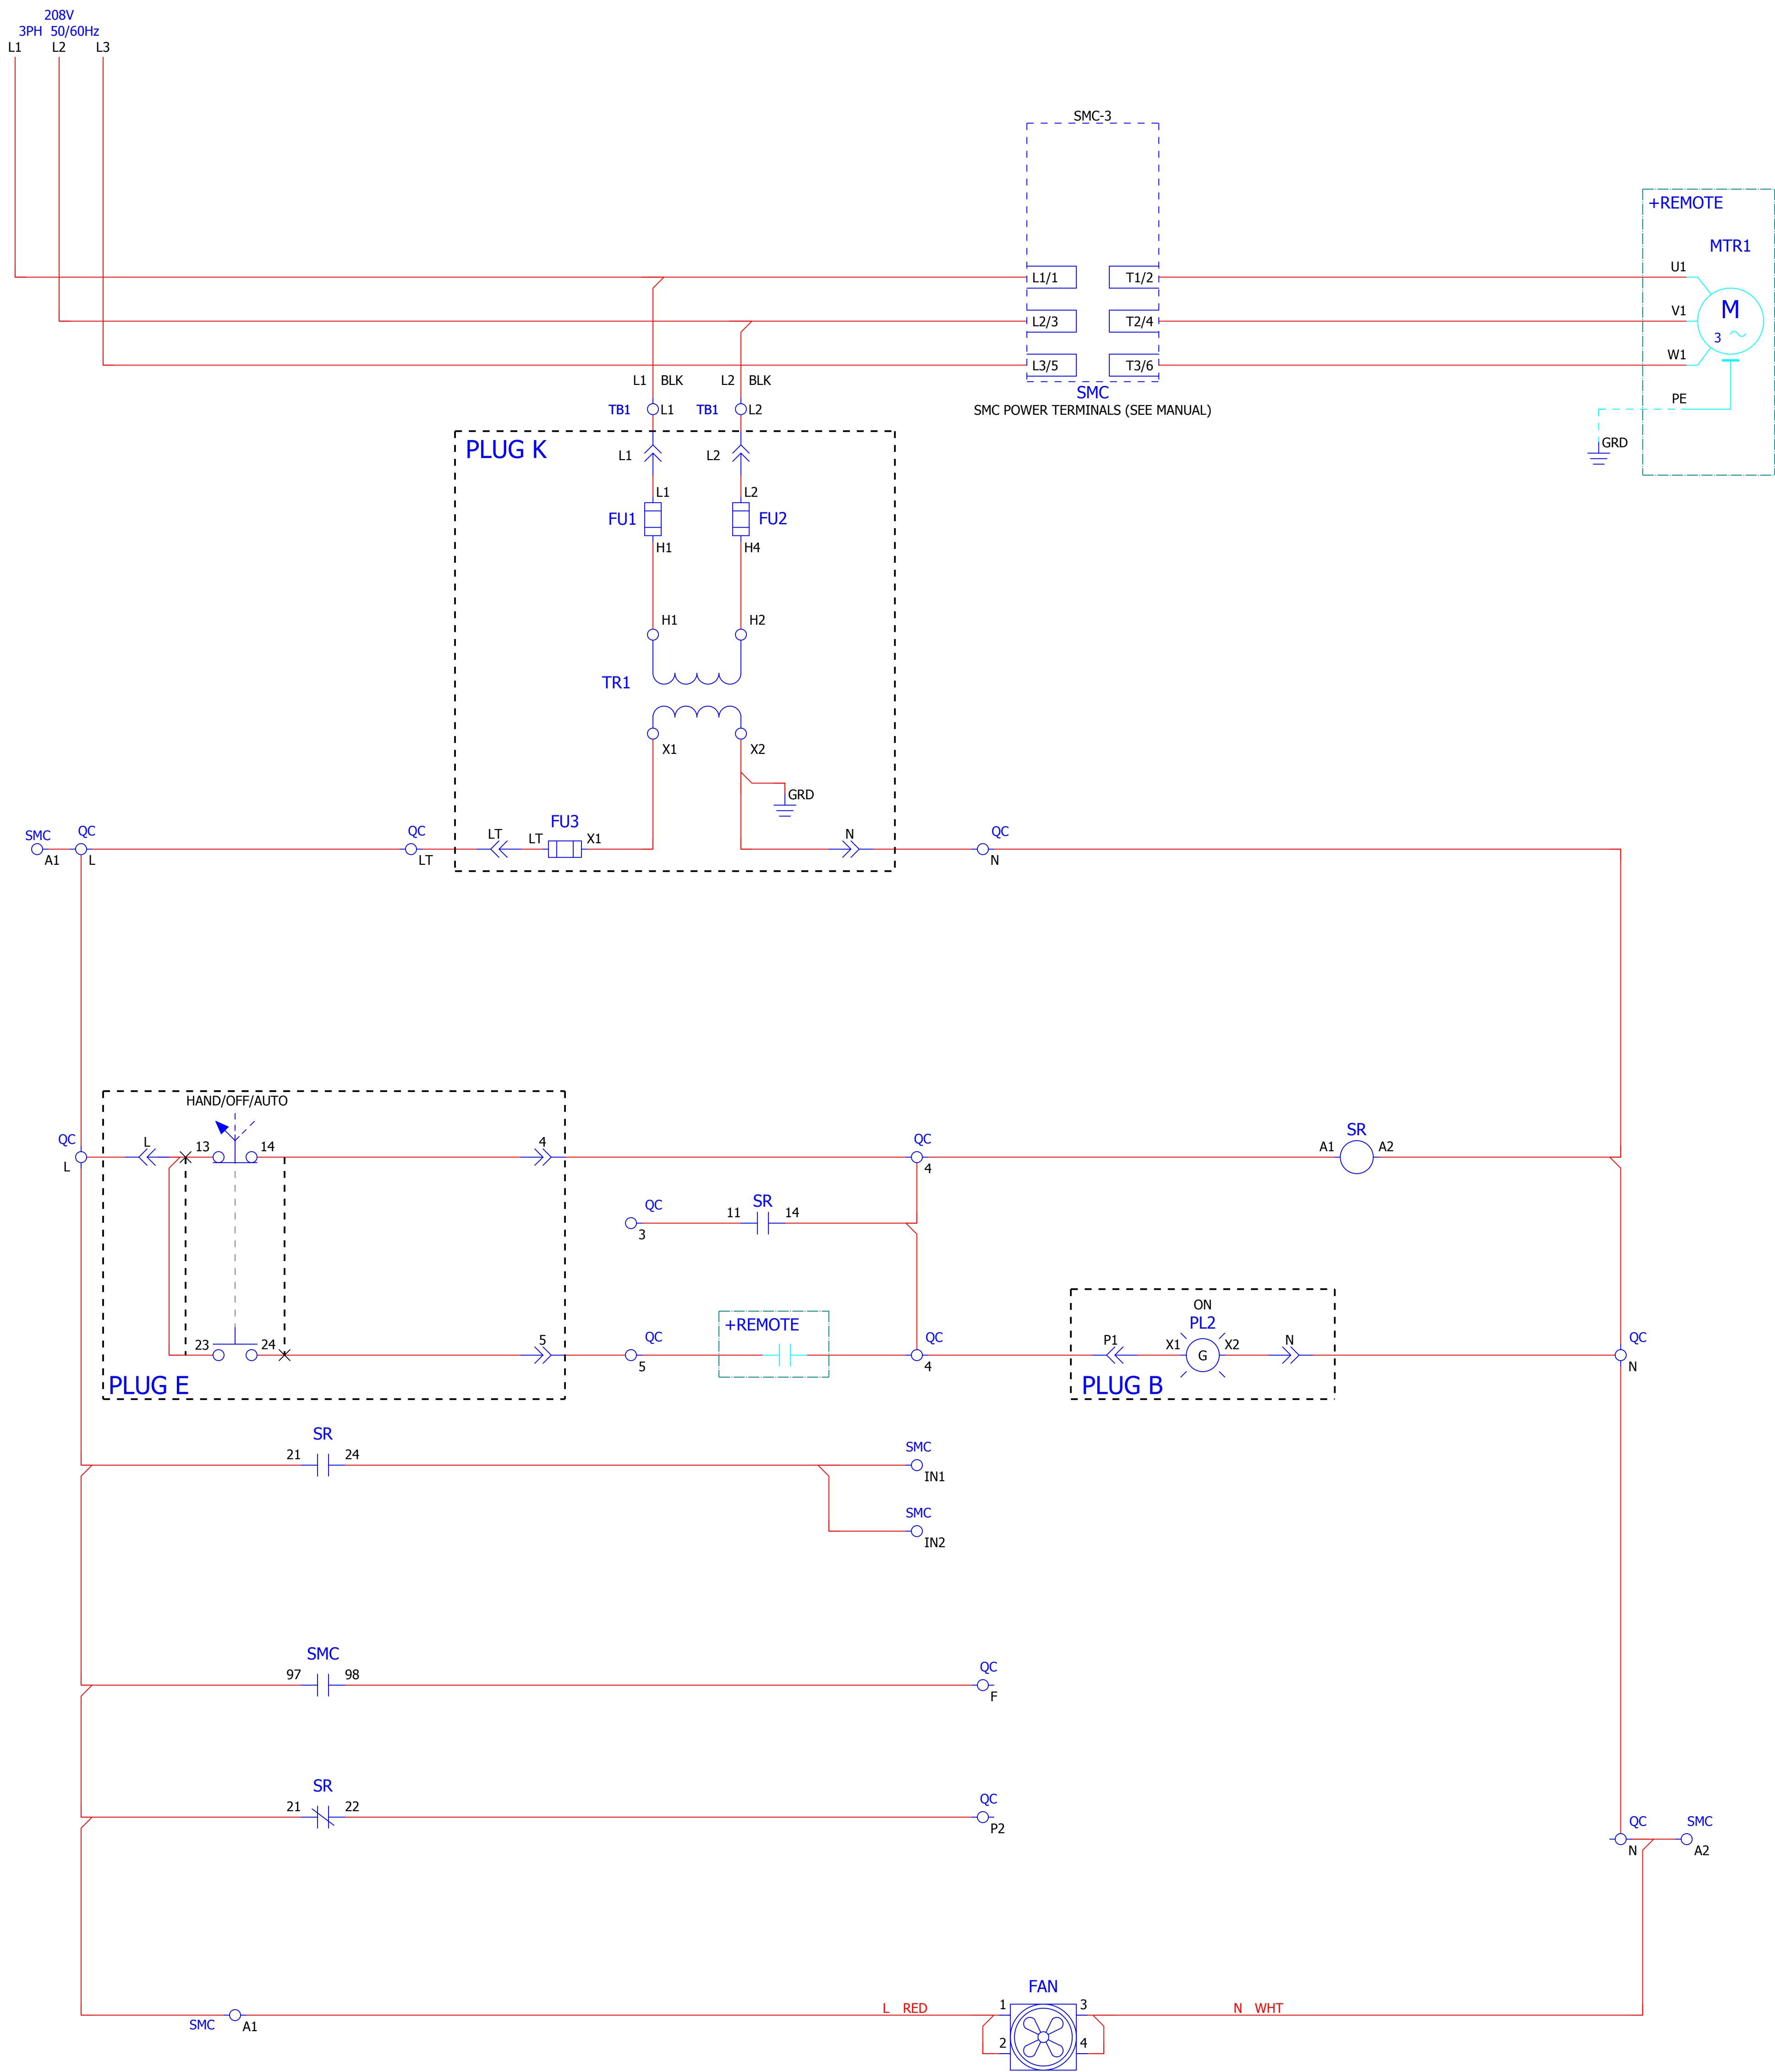 208V
3PH 50/60Hz
L1 L2 L3
SMC-3
+REMOTE
MTR1
L1/1 T1/2 U1
L2/3 T2/4 V1
M
3
L3/5 T3/6 W1
L1 BLK L2 BLK
SMC
PE
TB1 L1 TB1 L2
SMC POWER TERMINALS (SEE MANUAL)
GRD
PLUG K
L1 L2
L1 L2
FU1 FU2
H1 H4
H1 H2
TR1
X1 X2
GRD
FU3
SMC QC QC LT LT X1 N QC
A1 L LT N
HAND/OFF/AUTO
QC L 13 14 4 QC SR
A1 A2
L 4
QC SR
11 14
3
ON
+REMOTE
PL2
23 24 5 QC QC P1 X1 X2 N QC
G
5 4 N
PLUG E
PLUG B
SR SMC
21 24
IN1
SMC
IN2
SMC QC
97 98
F
SR QC
21 22
P2
QC SMC
N A2
FAN
L RED 1 3 N WHT
SMC A1
2 4